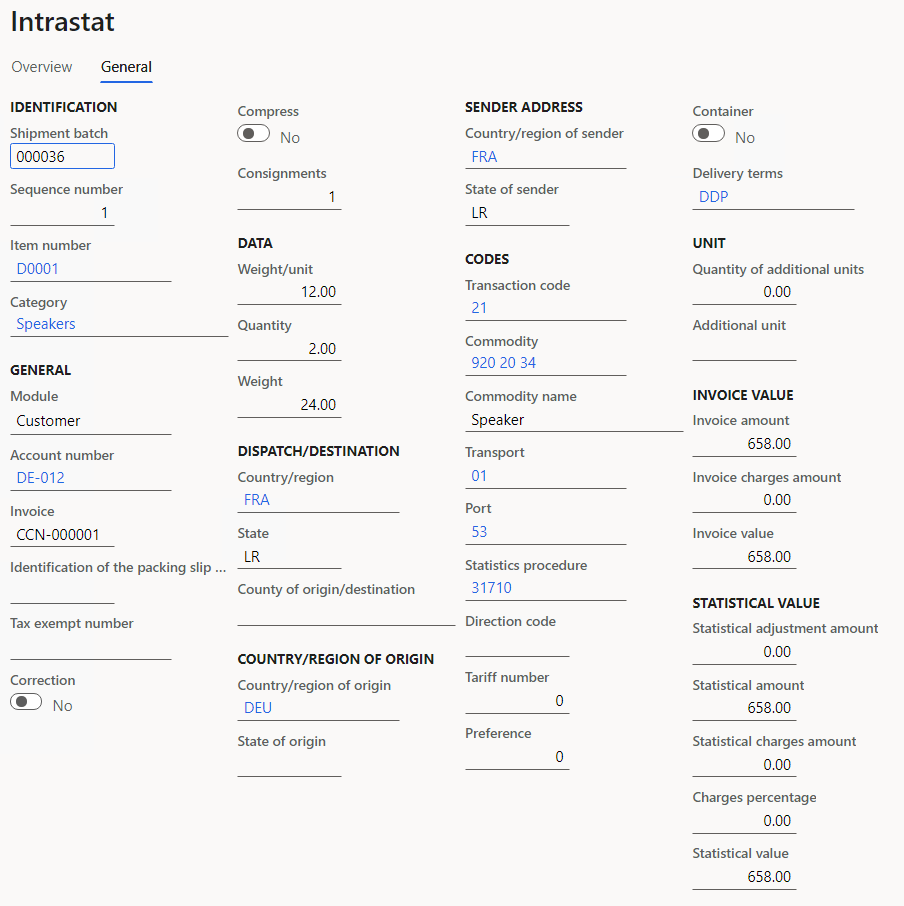 Intrastat
Overview
General
IDENTIFICATION
Shipment batch
000036
Sequence number
1
Item number
D0001
Category
Speakers
GENERAL
Module
Customer
Account number
DE-012
Invoice
CCN-000001
Identification of the packing slip ...
Tax exempt number
Correction
No
Compress
No
Consignments
1
DATA
Weight/unit
12.00
Quantity
2.00
Weight
24.00
DISPATCH/DESTINATION
Country/region
FRA
State
LR
County of origin/destination
COUNTRY/REGION OF ORIGIN
Country/region of origin
DEU
State of origin
SENDER ADDRESS
Country/region of sender
FRA
State of sender
LR
CODES
Transaction code
21
Commodity
920 20 34
Commodity name
Speaker
Transport
01
Port
53
Statistics procedure
31710
Direction code
Tariff number
0
Preference
0
Container
No
Delivery terms
DDP
UNIT
Quantity of additional units
0.00
Additional unit
INVOICE VALUE
Invoice amount
658.00
Invoice charges amount
0.00
Invoice value
658.00
STATISTICAL VALUE
Statistical adjustment amount
0.00
Statistical amount
658.00
Statistical charges amount
0.00
Charges percentage
0.00
Statistical value
658.00